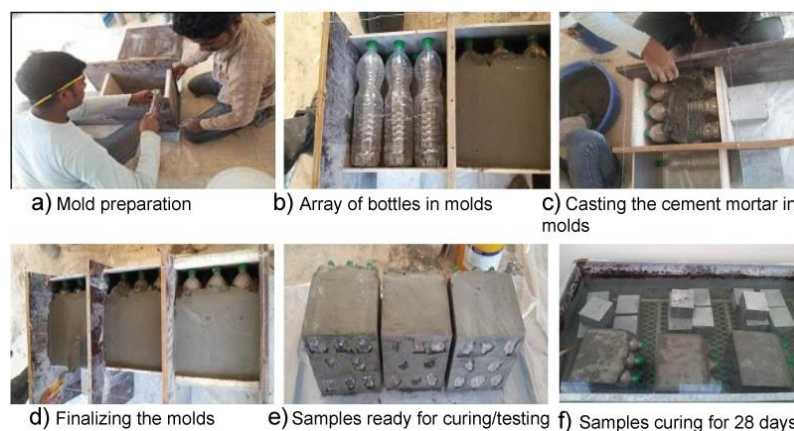 a) Mold preparation
b) Array of bottles in molds
c) Casting the cement mortar in
molds
d) Finalizing the molds
e) Samples ready for curing/testing
f) Samples curing for 28 days